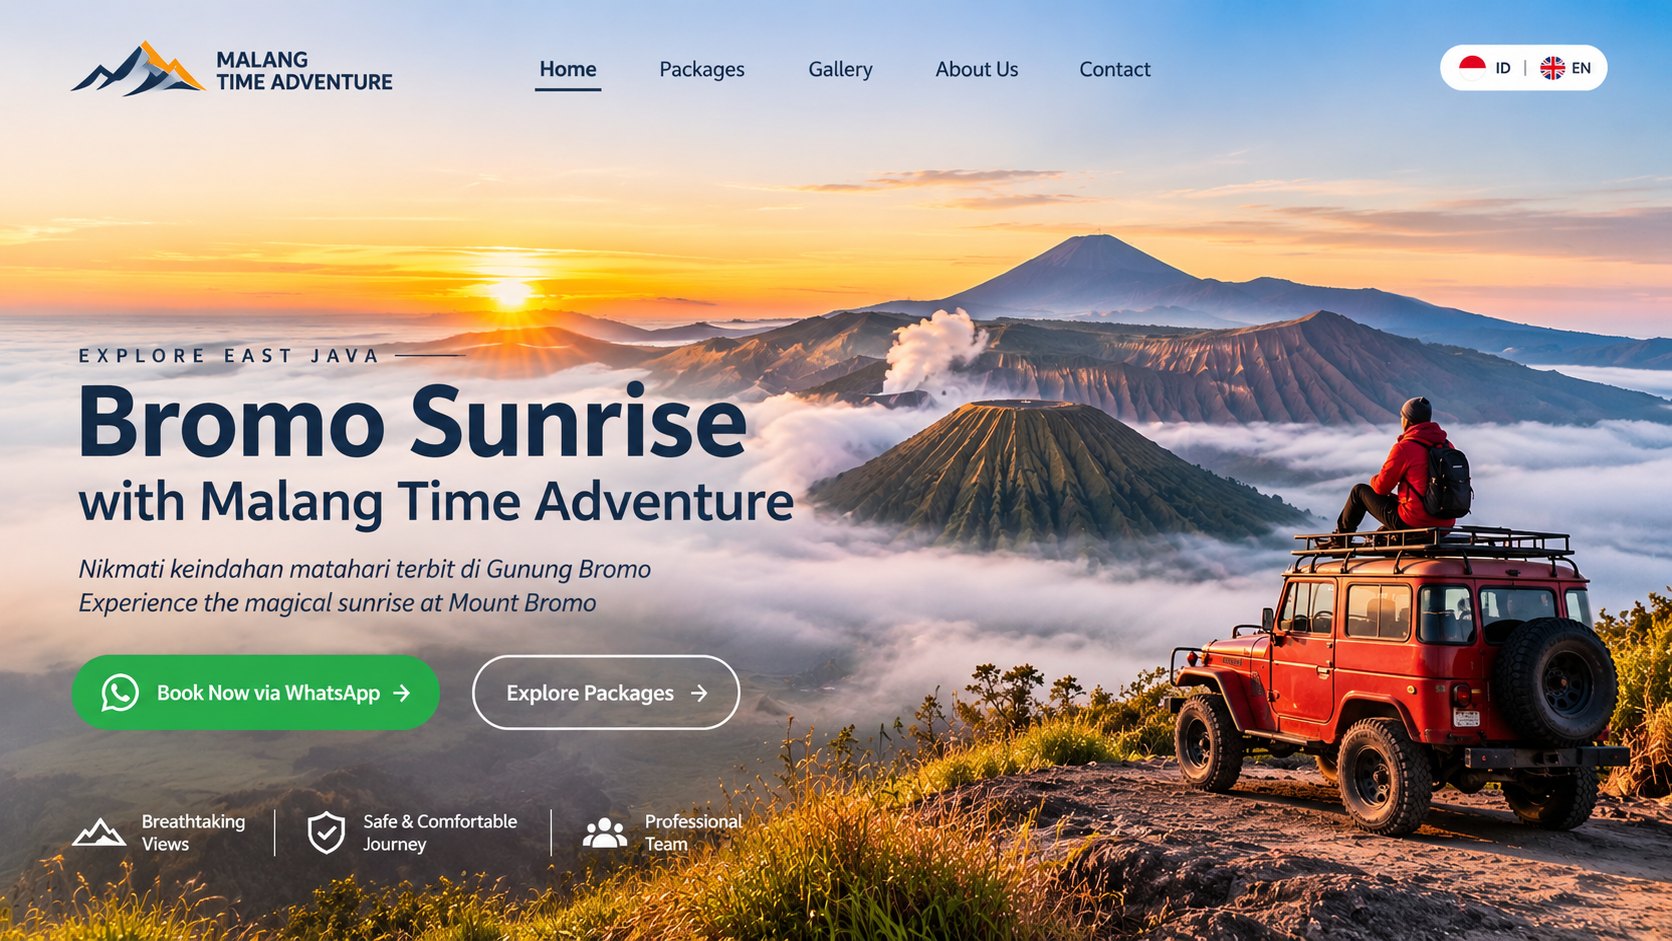 MALANG
TIME ADVENTURE
Home
Packages
Gallery
About Us
Contact
ID | EN
EXPLORE EAST JAVA
Bromo Sunrise
with Malang Time Adventure
Nikmati keindahan matahari terbit di Gunung Bromo
Experience the magical sunrise at Mount Bromo
Book Now via WhatsApp →
Explore Packages →
Breathtaking
Views
Safe & Comfortable
Journey
Professional
Team